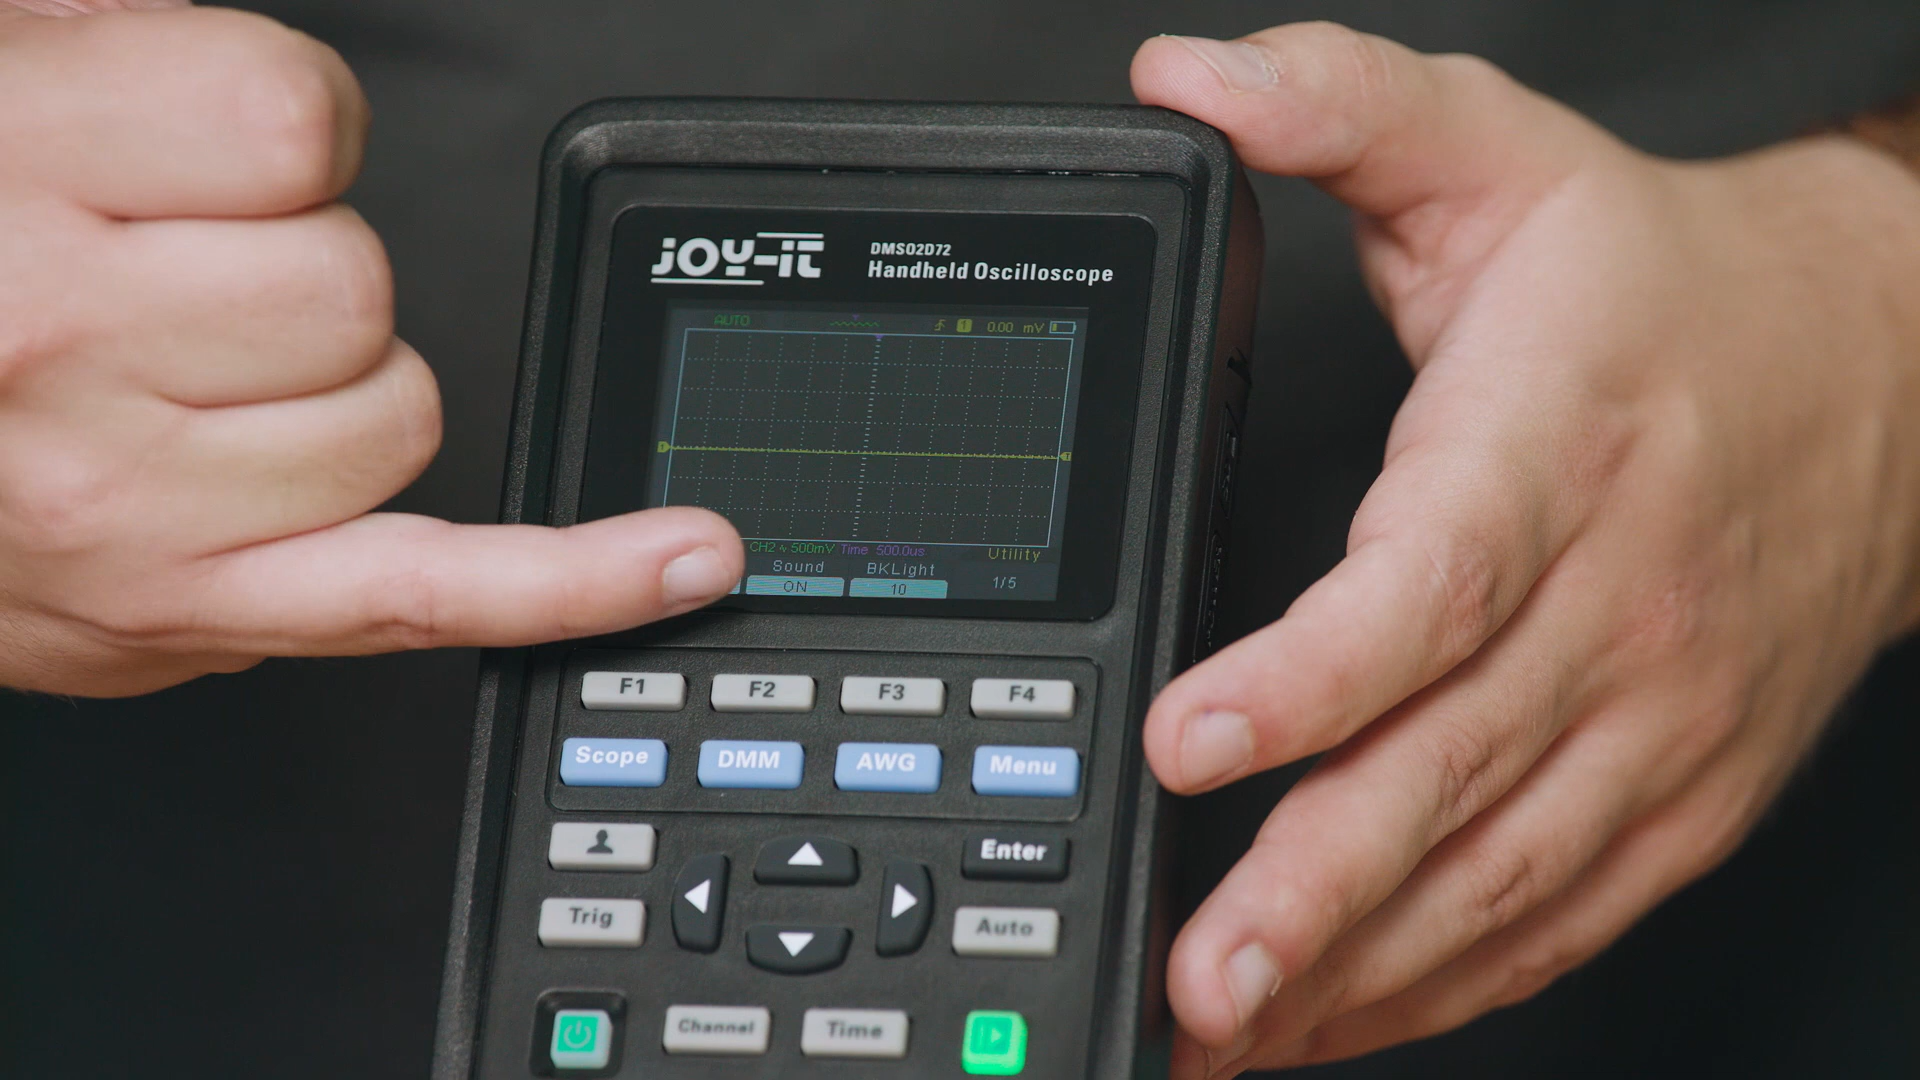 JOY-iT
DMSO2D72
Handheld Oscilloscope
AUTO 1 0.00 mV
CH2 500mV Time 500.0us Utility
Sound BKLight
ON 10 1/5
F1 F2 F3 F4
Scope DMM AWG Menu
Enter
Trig Auto
Channel Time